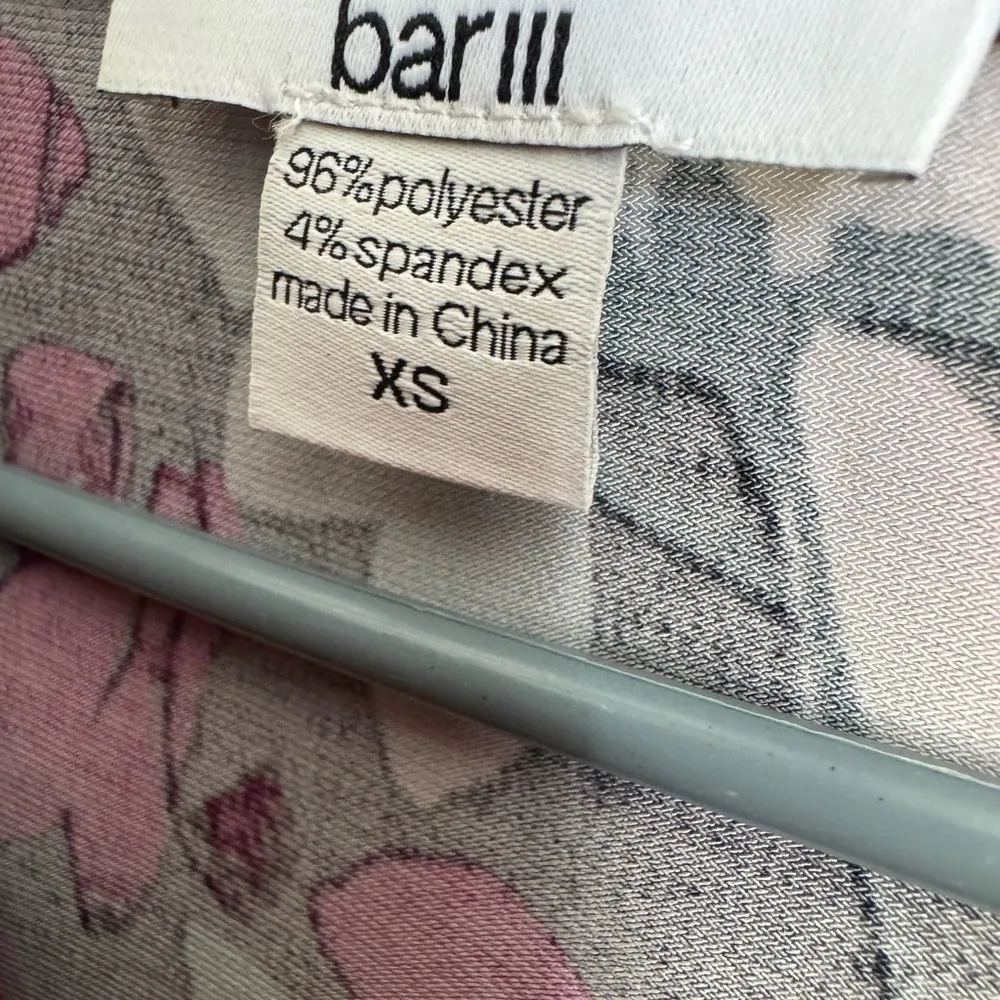 bar III
96% polyester
4% spandex
made in China
XS